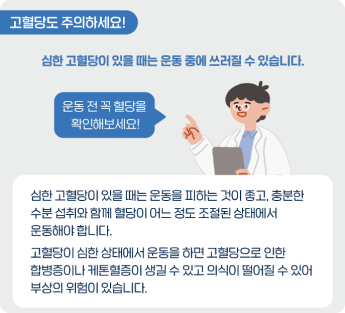 고혈당도 주의하세요!
심한 고혈당이 있을 때는 운동 중에 쓰러질 수 있습니다.
운동 전 꼭 혈당을
확인해보세요!
심한 고혈당이 있을 때는 운동을 피하는 것이 좋고, 충분한
수분 섭취와 함께 혈당이 어느 정도 조절된 상태에서
운동해야 합니다.
고혈당이 심한 상태에서 운동을 하면 고혈당으로 인한
합병증이나 케톤혈증이 생길 수 있고 의식이 떨어질 수 있어
부상의 위험이 있습니다.